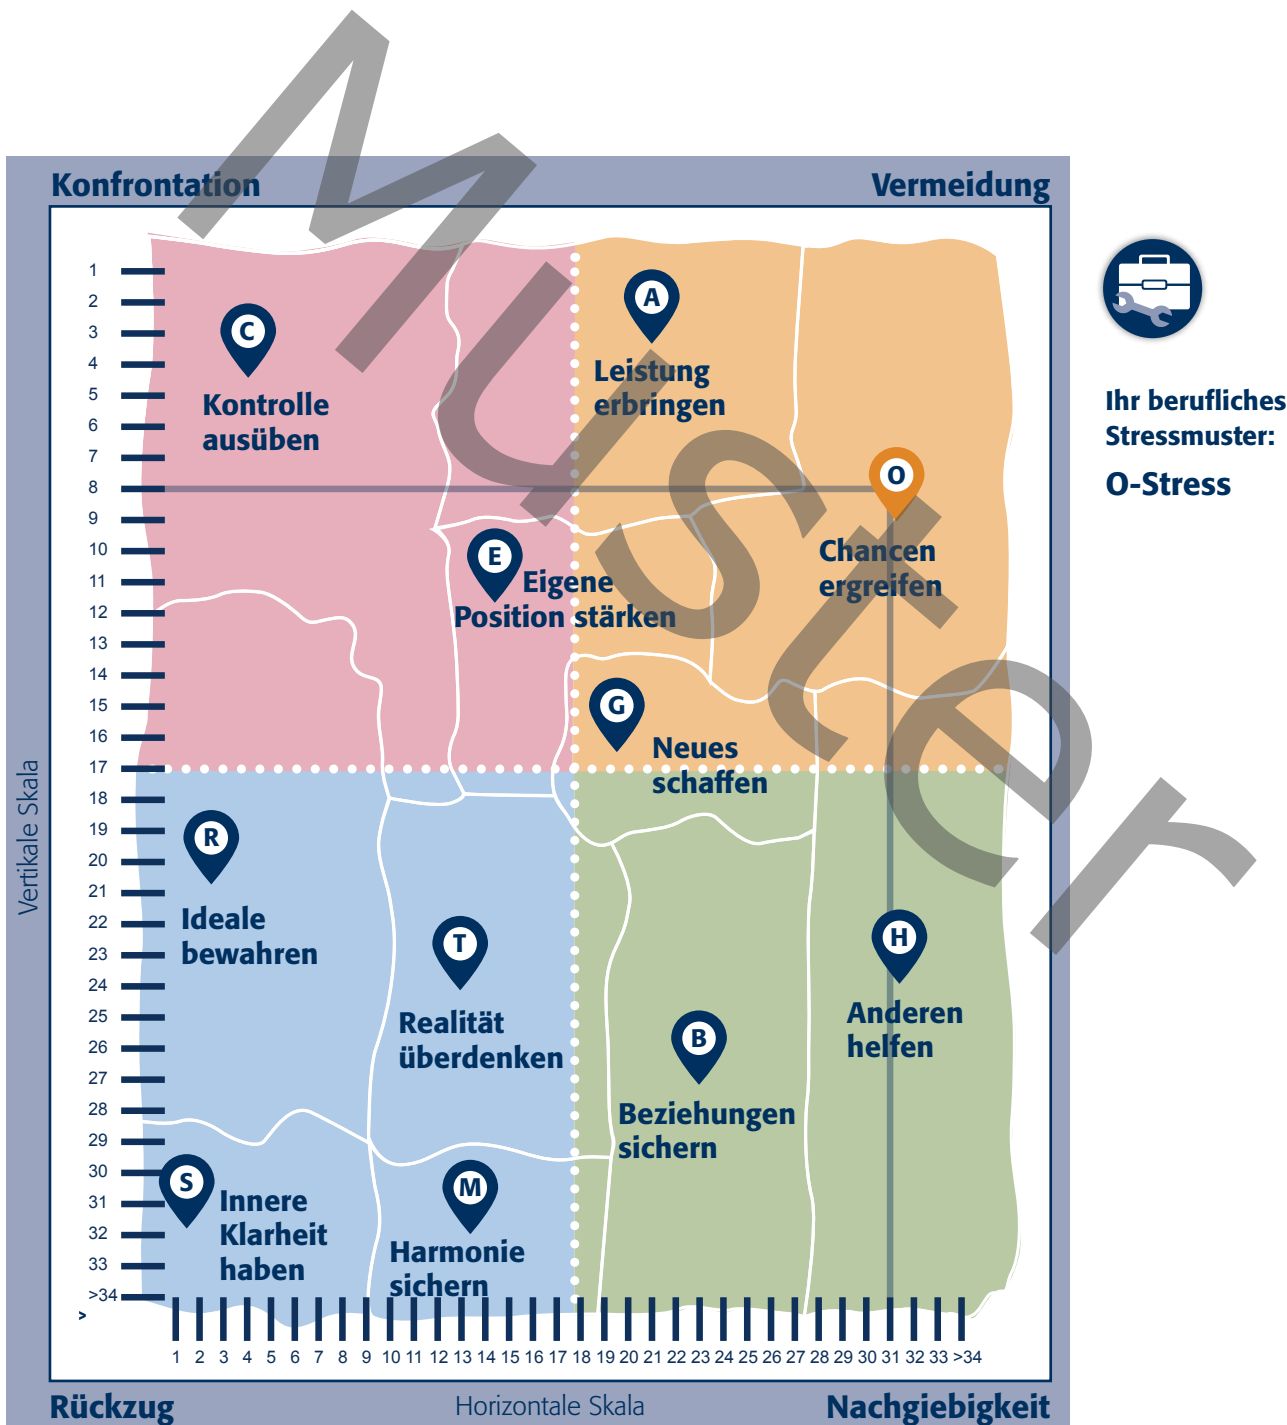 Konfrontation
Vermeidung
1
2
3
4
5
6
7
8
9
10
11
12
13
14
15
16
17
18
19
20
21
22
23
24
25
26
27
28
29
30
31
32
33
>34
>
Vertikale Skala
C
Kontrolle
ausüben
A
Leistung
erbringen
O
Chancen
ergreifen
E
Eigene
Position stärken
G
Neues
schaffen
R
Ideale
bewahren
T
Realität
überdenken
H
Anderen
helfen
B
Beziehungen
sichern
S
Innere
Klarheit
haben
M
Harmonie
sichern
1 2 3 4 5 6 7 8 9 10 11 12 13 14 15 16 17 18 19 20 21 22 23 24 25 26 27 28 29 30 31 32 33 >34
Rückzug
Horizontale Skala
Nachgiebigkeit
Ihr berufliches
Stressmuster:
O-Stress
Muster